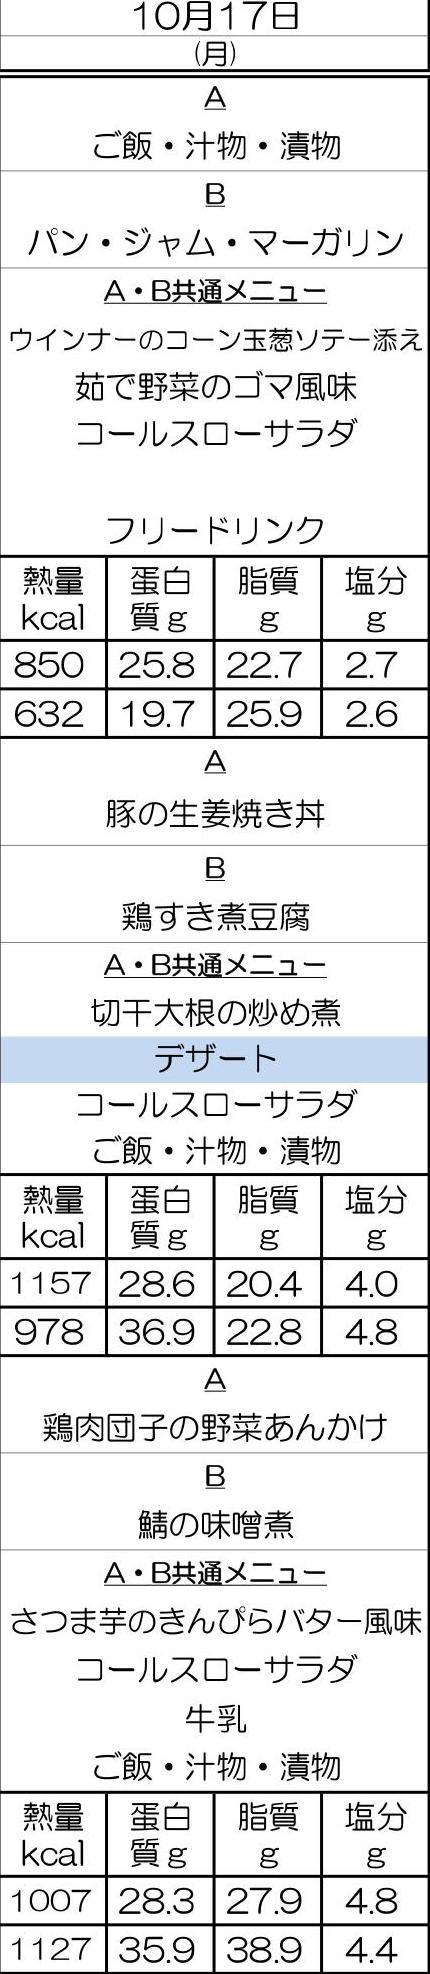 10月17日
(月)
A
ご飯・汁物・漬物
B
パン・ジャム・マーガリン
A・B共通メニュー
ウインナーのコーン玉葱ソテー添え
茹で野菜のゴマ風味
コールスローサラダ
フリードリンク
熱量 蛋白 脂質 塩分
kcal 質g g g
850 25.8 22.7 2.7
632 19.7 25.9 2.6
A
豚の生姜焼き丼
B
鶏すき煮豆腐
A・B共通メニュー
切干大根の炒め煮
デザート
コールスローサラダ
ご飯・汁物・漬物
熱量 蛋白 脂質 塩分
kcal 質g g g
1157 28.6 20.4 4.0
978 36.9 22.8 4.8
A
鶏肉団子の野菜あんかけ
B
鯖の味噌煮
A・B共通メニュー
さつま芋のきんぴらバター風味
コールスローサラダ
牛乳
ご飯・汁物・漬物
熱量 蛋白 脂質 塩分
kcal 質g g g
1007 28.3 27.9 4.8
1127 35.9 38.9 4.4